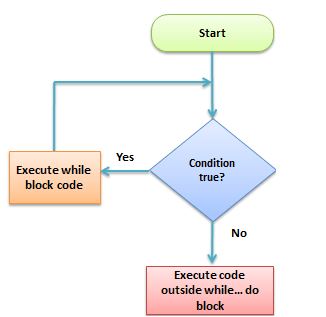 Start
Condition
true?
Yes
Execute while
block code
No
Execute code
outside while... do
block